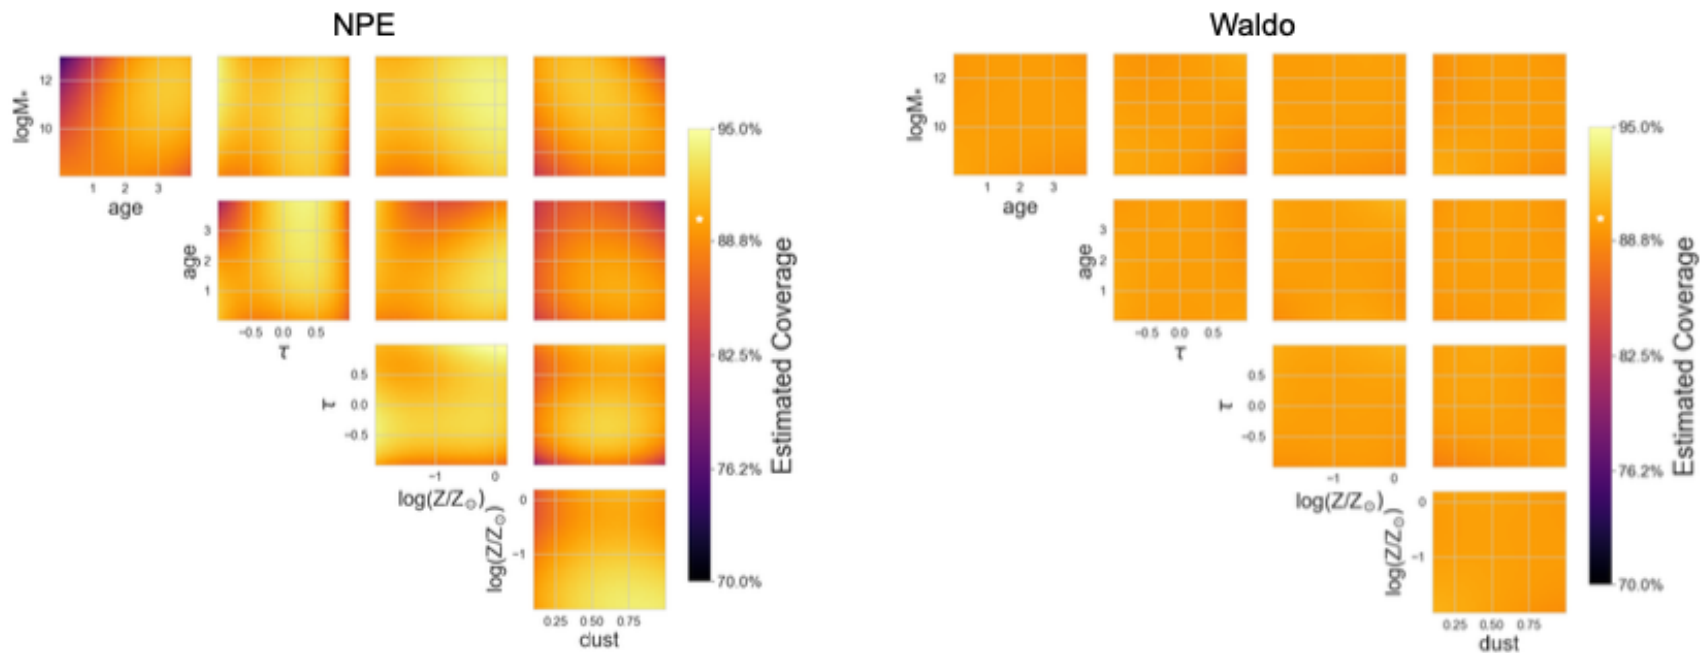 NPE
Waldo
logM*
12
10
1 2 3
age
age
3
2
1
−0.5 0.0 0.5
τ
τ
0.5
0.0
−0.5
−1 0
log(Z/Z⊙)
log(Z/Z⊙)
0
−1
0.25 0.50 0.75
dust
95.0%
88.8%
82.5%
76.2%
70.0%
Estimated Coverage
logM*
12
10
1 2 3
age
age
3
2
1
−0.5 0.0 0.5
τ
τ
0.5
0.0
−0.5
−1 0
log(Z/Z⊙)
log(Z/Z⊙)
0
−1
0.25 0.50 0.75
dust
95.0%
88.8%
82.5%
76.2%
70.0%
Estimated Coverage